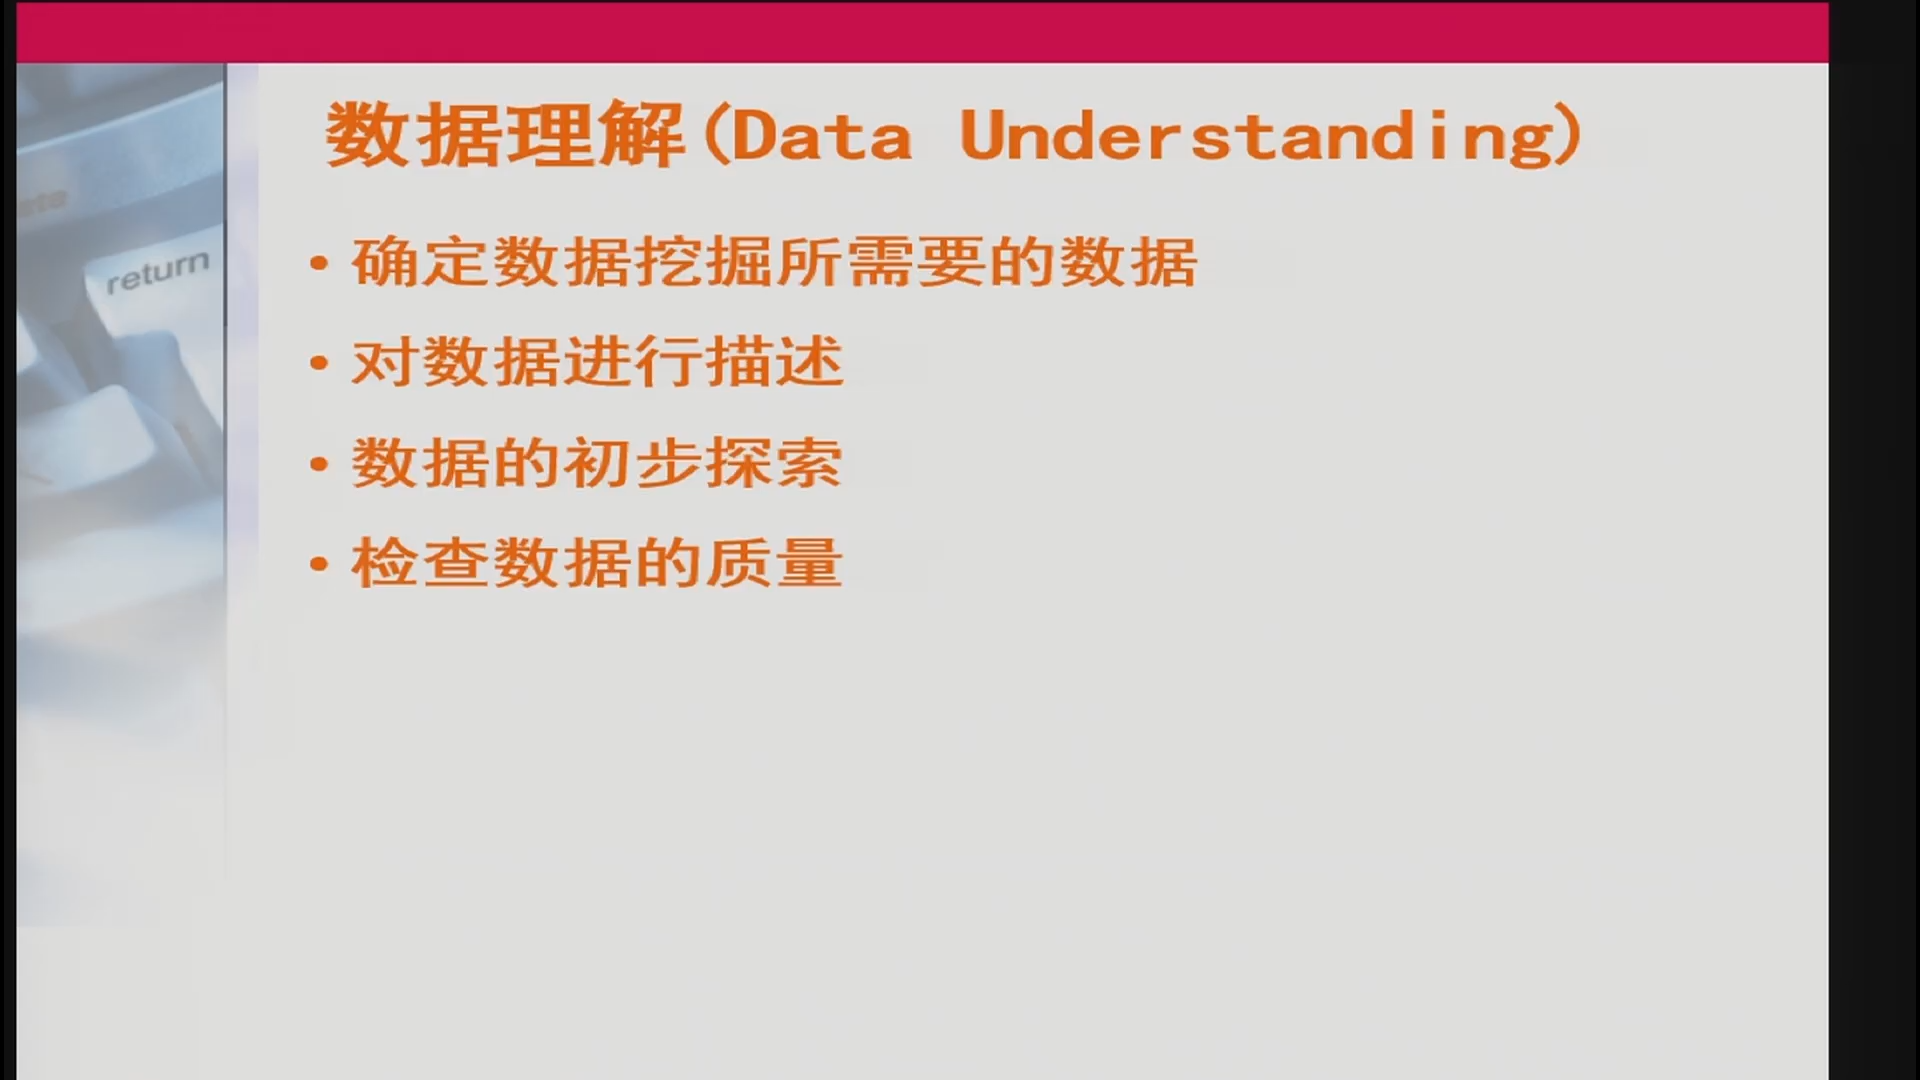 数据理解(Data Understanding)
• 确定数据挖掘所需要的数据
• 对数据进行描述
• 数据的初步探索
• 检查数据的质量
return